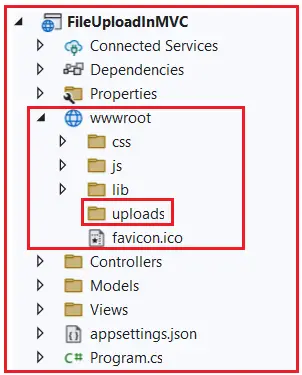 FileUploadInMVC
Connected Services
Dependencies
Properties
wwwroot
css
js
lib
uploads
favicon.ico
Controllers
Models
Views
appsettings.json
C# Program.cs